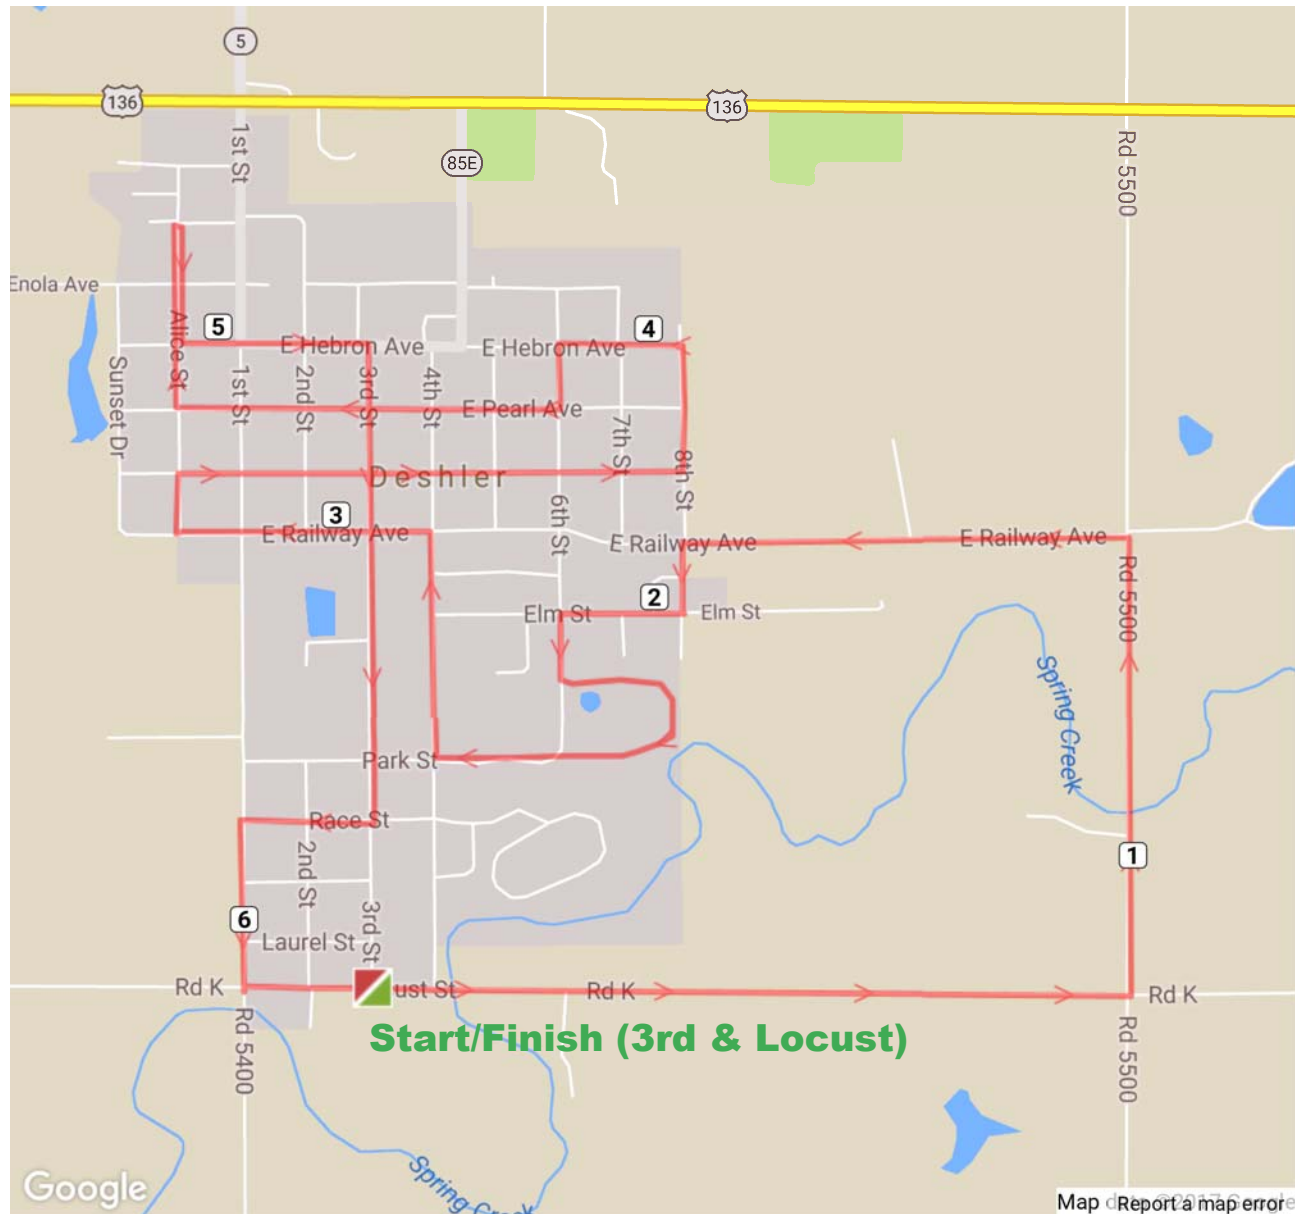 5
136
136
1st St
85E
Rd 5500
Enola Ave
5
4
Alice St
E Hebron Ave
E Hebron Ave
Sunset Dr
1st St
2nd St
3rd St
4th St
E Pearl Ave
7th St
8th St
Deshler
6th St
3
E Railway Ave
E Railway Ave
E Railway Ave
Rd 5500
2
Elm St
Elm St
Spring Creek
Park St
Race St
1
2nd St
3rd St
6
Laurel St
Rd K
ust St
Rd K
Rd K
Start/Finish (3rd & Locust)
Rd 5400
Rd 5500
Spring Creek
Google
Map data ©2017 Google
Report a map error